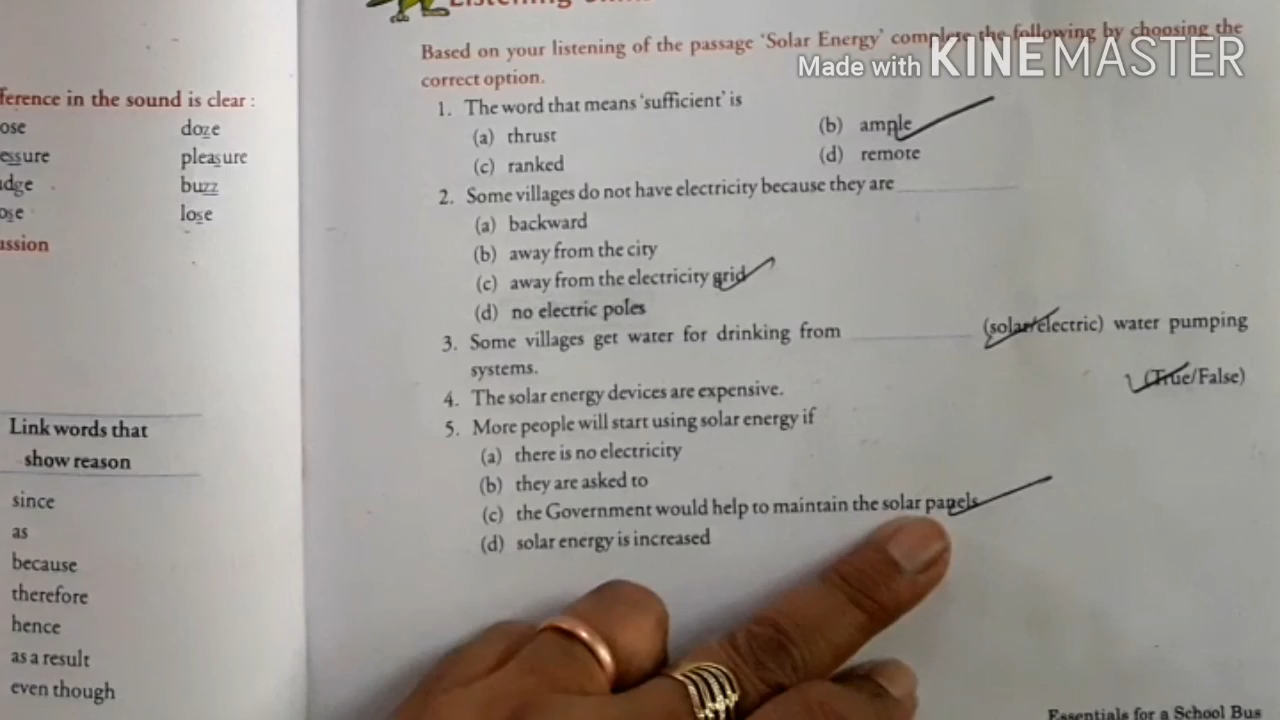 Based on your listening of the passage 'Solar Energy' complete the following by choosing the
correct option.
Made with KINEMASTER
1. The word that means 'sufficient' is
(a) thrust
(b) ample
(c) ranked
(d) remote
2. Some villages do not have electricity because they are
(a) backward
(b) away from the city
(c) away from the electricity grid
(d) no electric poles
3. Some villages get water for drinking from (solar/electric) water pumping
systems.
4. The solar energy devices are expensive. (True/False)
5. More people will start using solar energy if
(a) there is no electricity
(b) they are asked to
(c) the Government would help to maintain the solar panels
(d) solar energy is increased
Essentials for a School Bus
ference in the sound is clear :
ose doze
essure pleasure
dge buzz
ose lose
ussion
Link words that
show reason
since
as
because
therefore
hence
as a result
even though